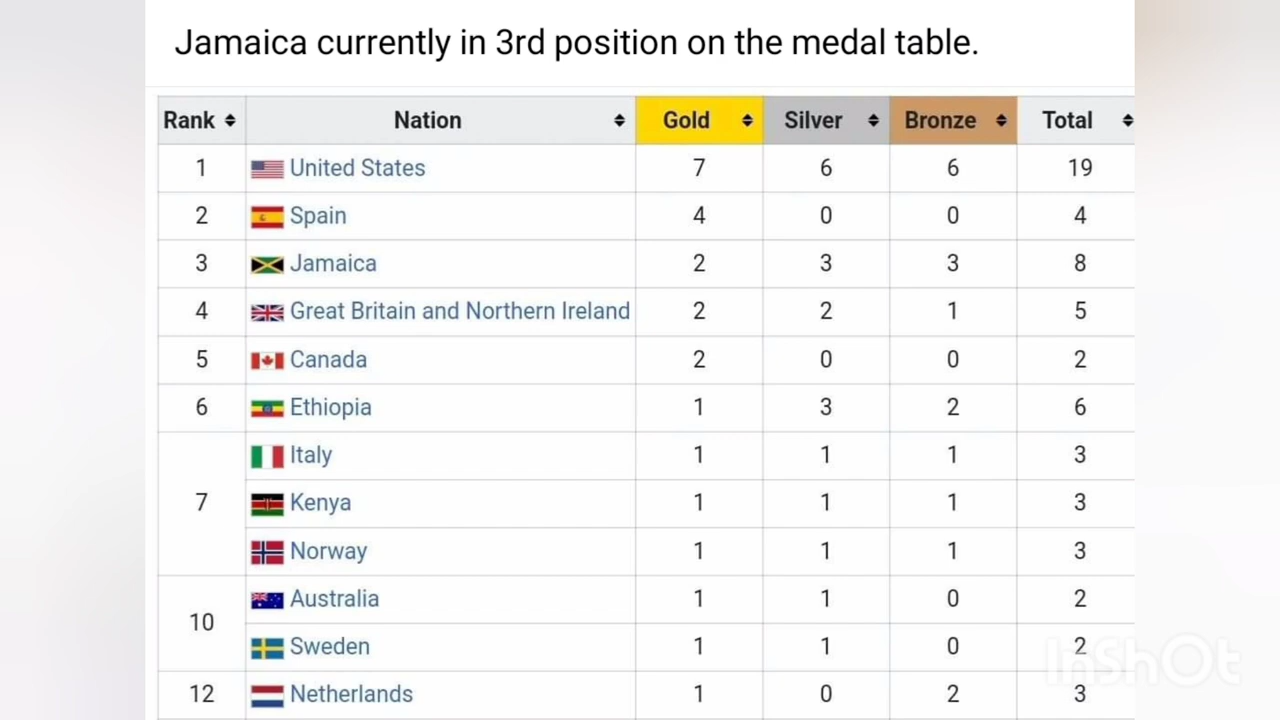 Jamaica currently in 3rd position on the medal table.
Rank Nation Gold Silver Bronze Total
1 United States 7 6 6 19
2 Spain 4 0 0 4
3 Jamaica 2 3 3 8
4 Great Britain and Northern Ireland 2 2 1 5
5 Canada 2 0 0 2
6 Ethiopia 1 3 2 6
Italy 1 1 1 3
7 Kenya 1 1 1 3
Norway 1 1 1 3
10 Australia 1 1 0 2
Sweden 1 1 0 2
12 Netherlands 1 0 2 3
InShOt